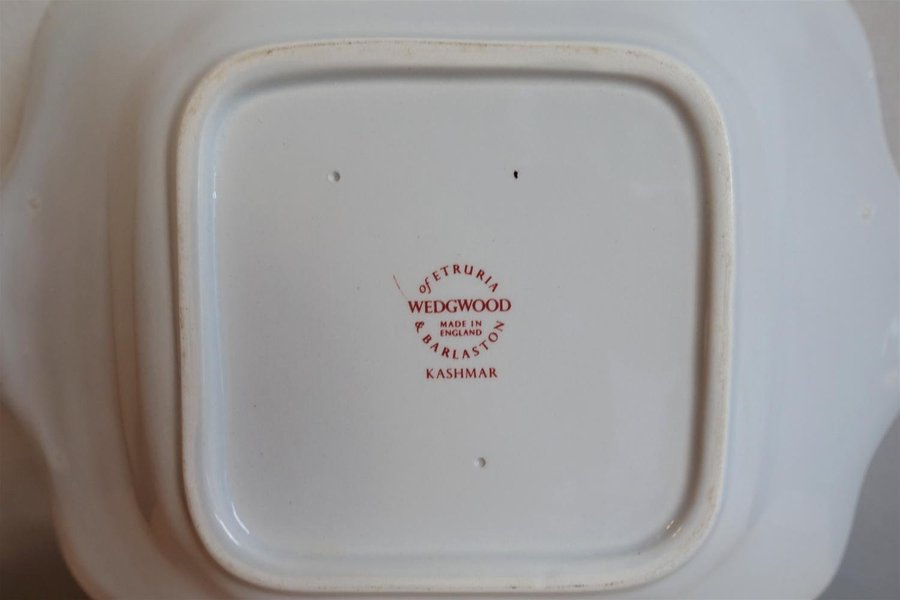 of ETRURIA
WEDGWOOD
MADE IN
ENGLAND
& BARLASTON
KASHMAR